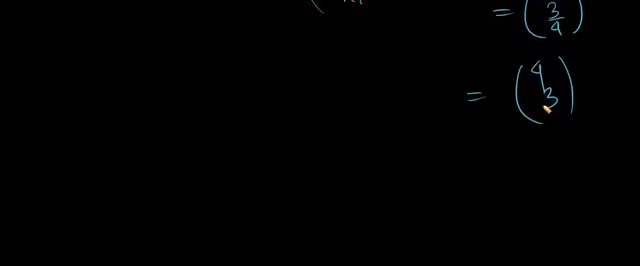 = ( 3/4 )
= ( 4 3 )